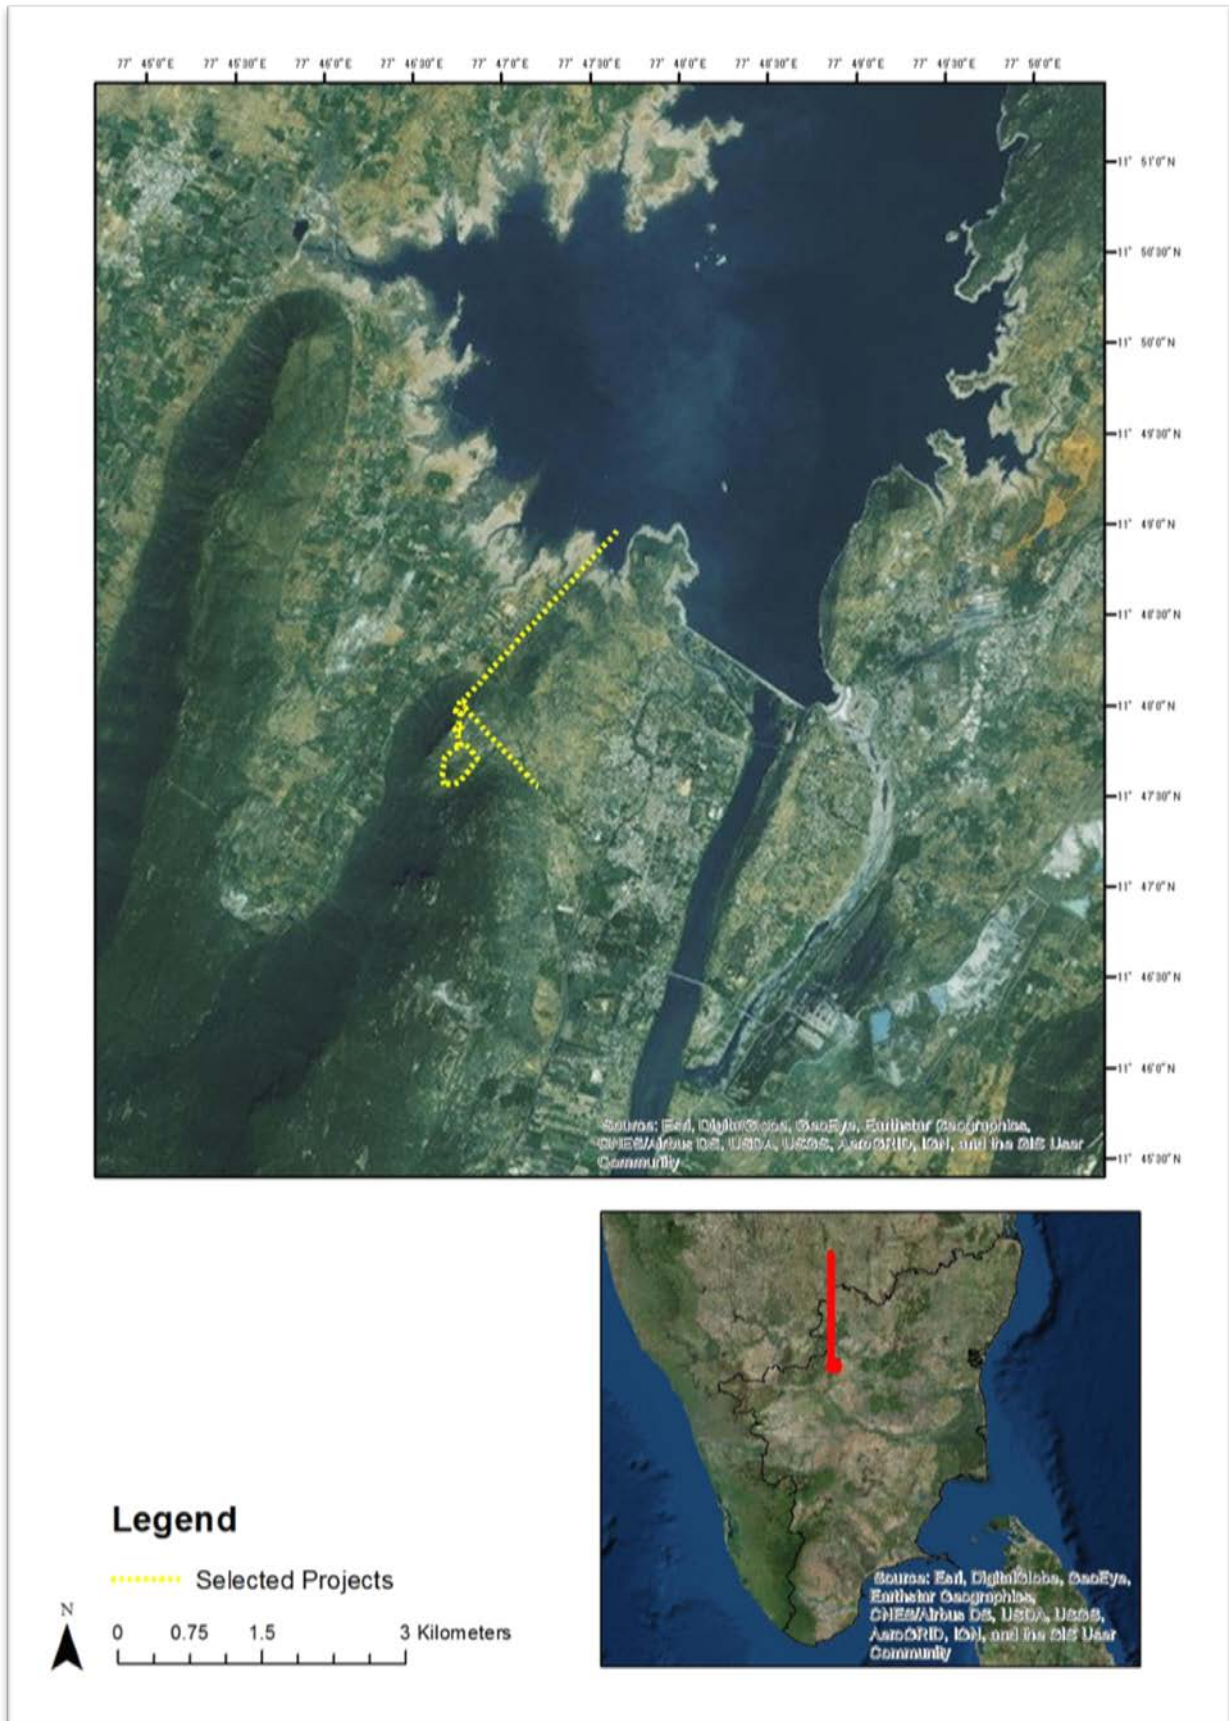 77° 45'0"E 77° 45'30"E 77° 46'0"E 77° 46'30"E 77° 47'0"E 77° 47'30"E 77° 48'0"E 77° 48'30"E 77° 49'0"E 77° 49'30"E 77° 50'0"E
11° 51'0"N
11° 50'30"N
11° 50'0"N
11° 49'30"N
11° 49'0"N
11° 48'30"N
11° 48'0"N
11° 47'30"N
11° 47'0"N
11° 46'30"N
11° 46'0"N
11° 45'30"N
Source: Esri, DigitalGlobe, GeoEye, Earthstar Geographics,
CNES/Airbus DS, USDA, USGS, AeroGRID, IGN, and the GIS User
Community
Legend
Selected Projects
N
0 0.75 1.5 3 Kilometers
Source: Esri, DigitalGlobe, GeoEye,
Earthstar Geographics,
CNES/Airbus DS, USDA, USGS,
AeroGRID, IGN, and the GIS User
Community